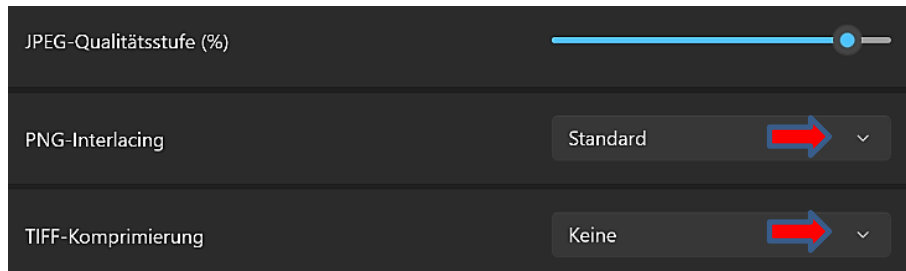 JPEG-Qualitätsstufe (%)
PNG-Interlacing Standard
TIFF-Komprimierung Keine